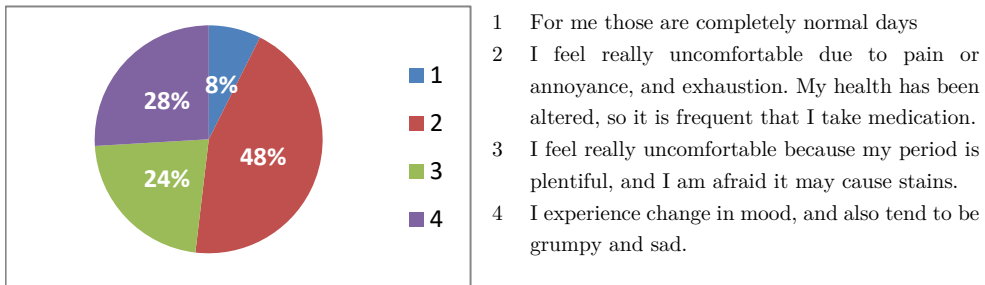 8%
28%
48%
24%
1
2
3
4
1 For me those are completely normal days
2 I feel really uncomfortable due to pain or
annoyance, and exhaustion. My health has been
altered, so it is frequent that I take medication.
3 I feel really uncomfortable because my period is
plentiful, and I am afraid it may cause stains.
4 I experience change in mood, and also tend to be
grumpy and sad.